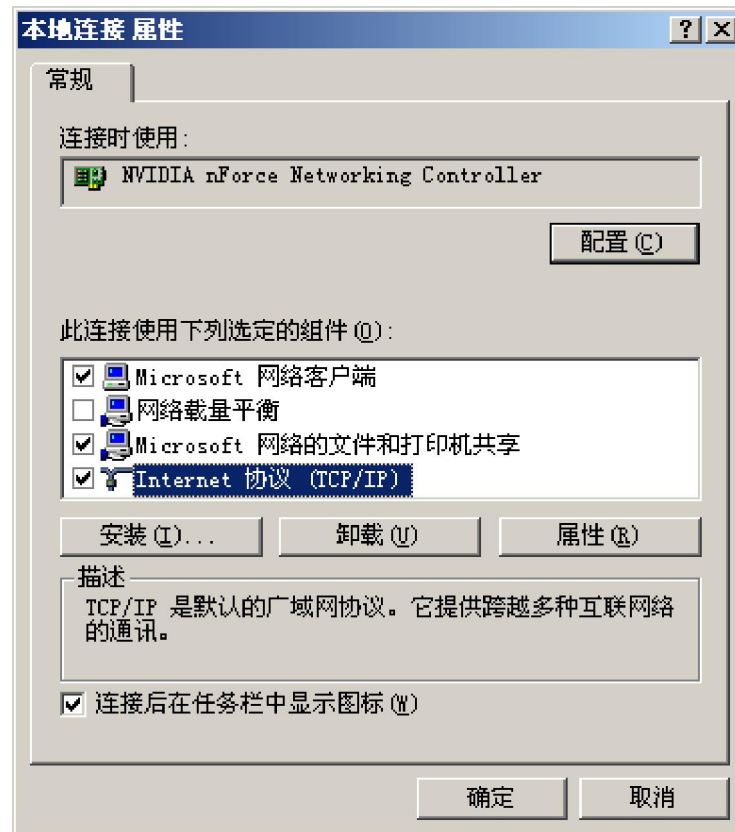 本地连接 属性
常规
连接时使用:
NVIDIA nForce Networking Controller
配置(C)
此连接使用下列选定的组件(O):
Microsoft 网络客户端
网络载量平衡
Microsoft 网络的文件和打印机共享
Internet 协议 (TCP/IP)
安装(I)... 卸载(U) 属性(R)
描述
TCP/IP 是默认的广域网协议。它提供跨越多种互联网络
的通讯。
连接后在任务栏中显示图标(W)
确定 取消